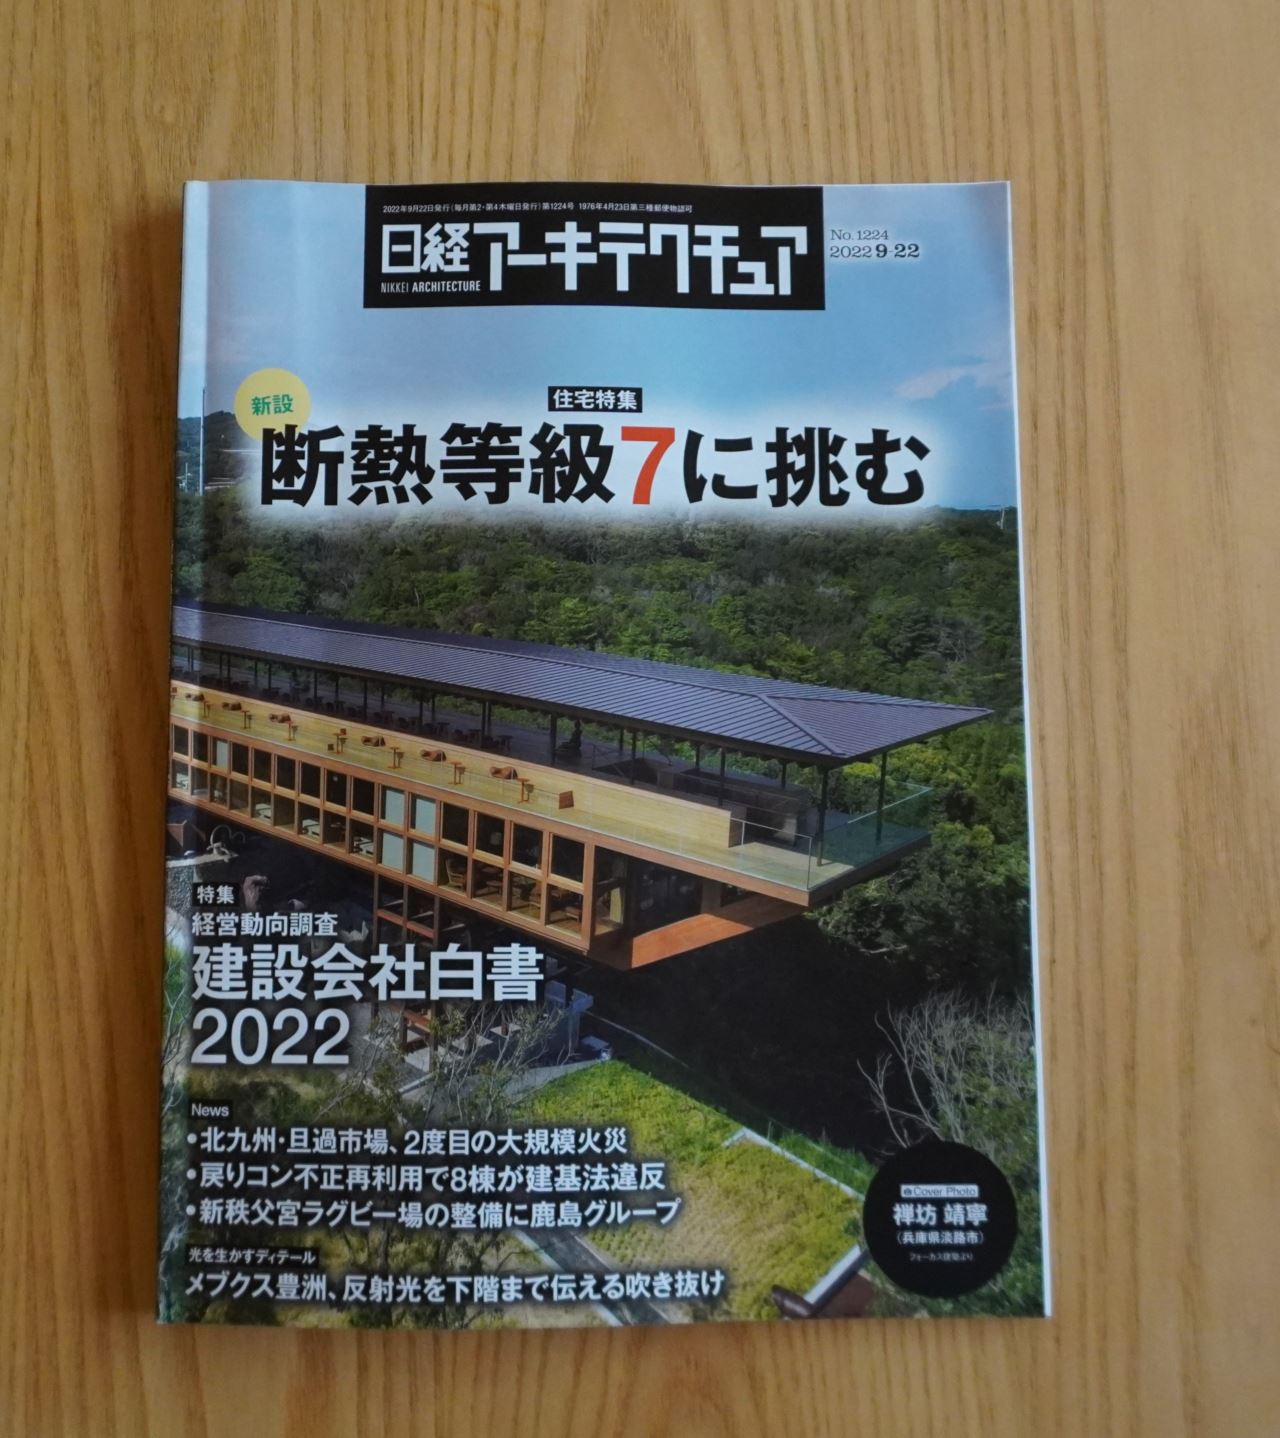 2022年9月22日発行(毎月第2・第4木曜日発行)第1224号 1976年4月23日第三種郵便物認可
日経アーキテクチュア
NIKKEI ARCHITECTURE
No. 1224
2022 9-22
住宅特集
新設
断熱等級7に挑む
特集
経営動向調査
建設会社白書
2022
News
•北九州・旦過市場、2度目の大規模火災
•戻りコン不正再利用で8棟が建基法違反
•新秩父宮ラグビー場の整備に鹿島グループ
光を生かすディテール
メブクス豊洲、反射光を下階まで伝える吹き抜け
Cover Photo
禅坊 靖寧
(兵庫県淡路市)
フォーカス建築より